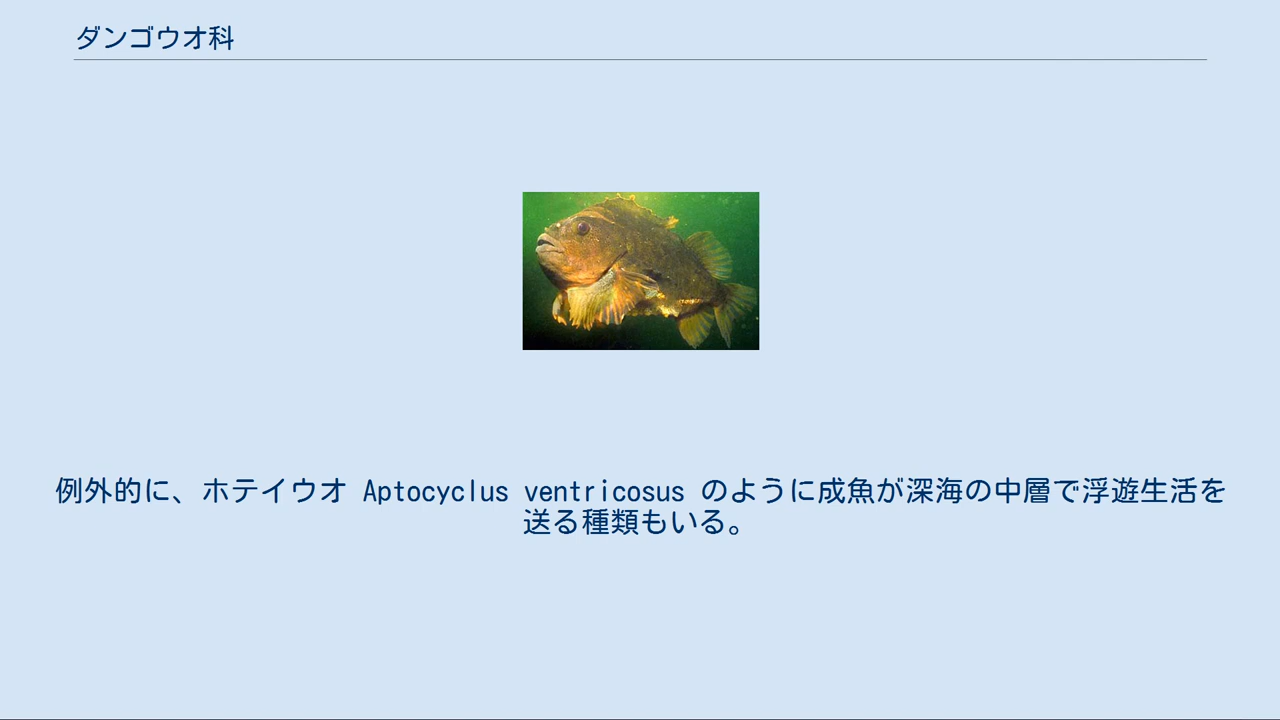 ダンゴウオ科
例外的に、ホテイウオ Aptocyclus ventricosus のように成魚が深海の中層で浮遊生活を
送る種類もいる。